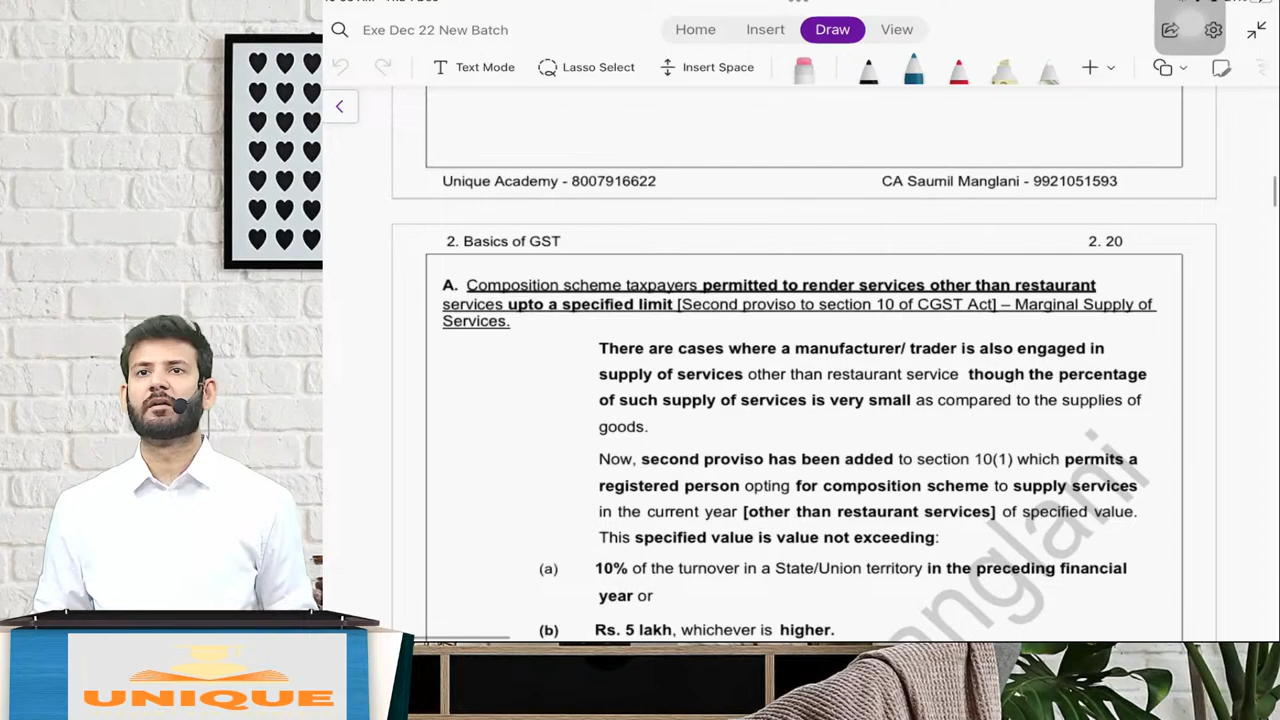 Exe Dec 22 New Batch
Home Insert Draw View
Text Mode Lasso Select Insert Space
Unique Academy - 8007916622 CA Saumil Manglani - 9921051593
2. Basics of GST 2. 20
A. Composition scheme taxpayers permitted to render services other than restaurant
services upto a specified limit [Second proviso to section 10 of CGST Act] – Marginal Supply of
Services.
There are cases where a manufacturer/ trader is also engaged in
supply of services other than restaurant service though the percentage
of such supply of services is very small as compared to the supplies of
goods.
Now, second proviso has been added to section 10(1) which permits a
registered person opting for composition scheme to supply services
in the current year [other than restaurant services] of specified value.
This specified value is value not exceeding:
(a) 10% of the turnover in a State/Union territory in the preceding financial
year or
(b) Rs. 5 lakh, whichever is higher.
anglani
UNIQUE